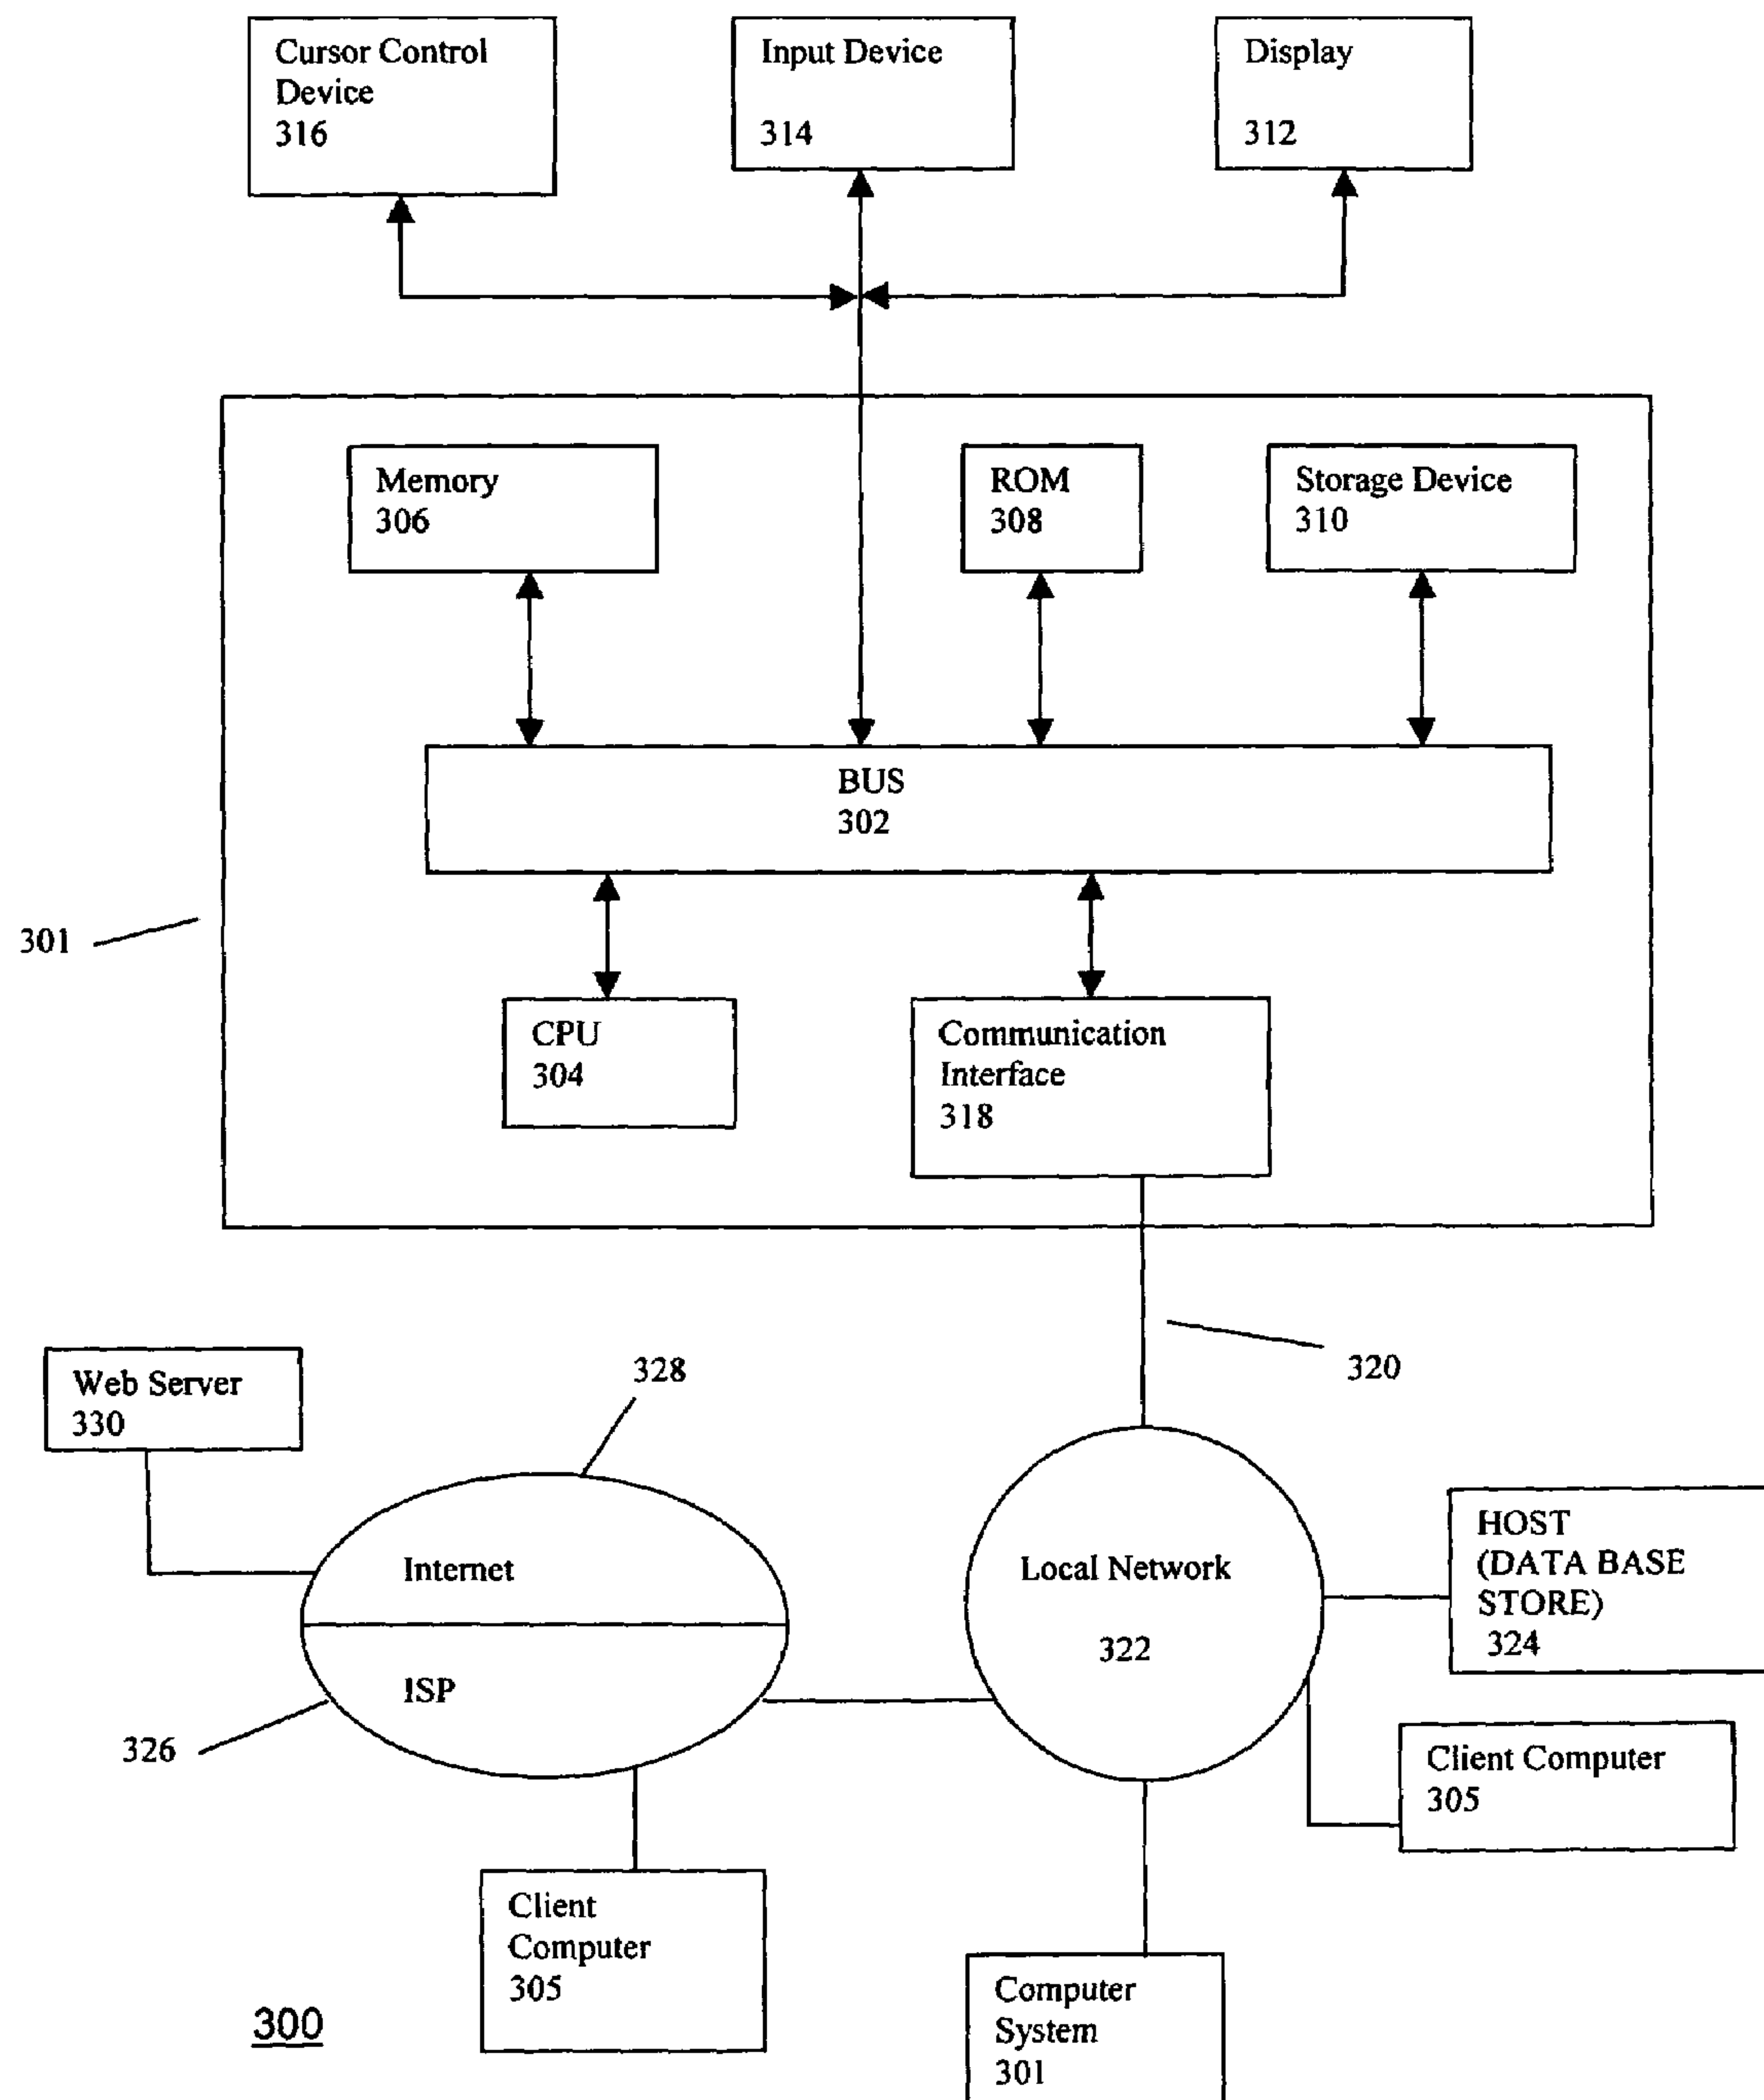 Cursor Control
Device
316
Input Device
314
Display
312
Memory
306
ROM
308
Storage Device
310
BUS
302
301
CPU
304
Communication
Interface
318
320
Web Server
330
328
Internet
ISP
326
Local Network
322
HOST
(DATA BASE
STORE)
324
Client Computer
305
Client
Computer
305
Computer
System
301
300